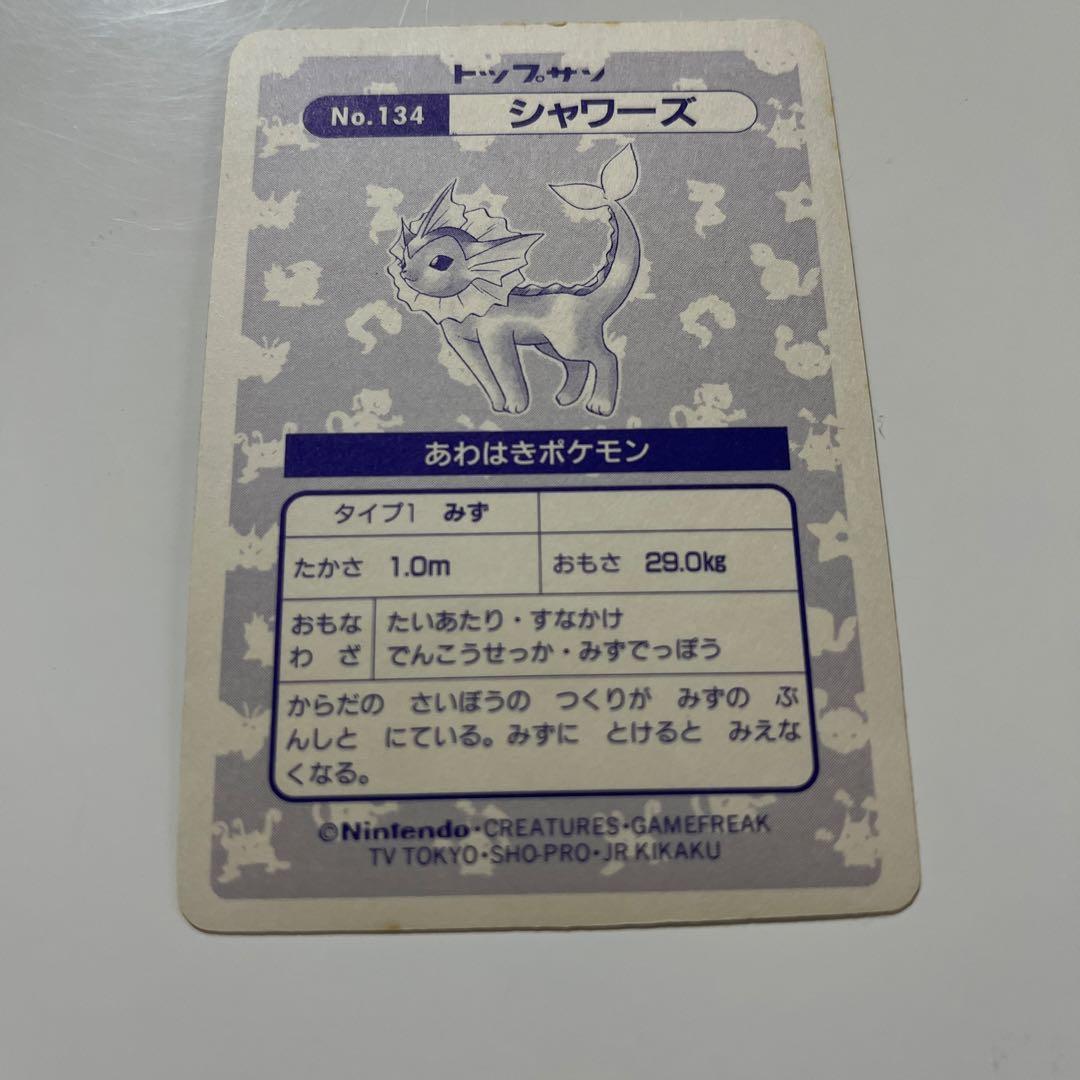 トップサン
No.134 シャワーズ
あわはきポケモン
タイプ1 みず
たかさ 1.0m おもさ 29.0kg
おもな たいあたり・すなかけ
わざ でんこうせっか・みずでっぽう
からだの さいぼうの つくりが みずの ぶ
んしと にている。みずに とけると みえな
くなる。
©Nintendo・CREATURES・GAMEFREAK
TV TOKYO・SHO-PRO・JR KIKAKU